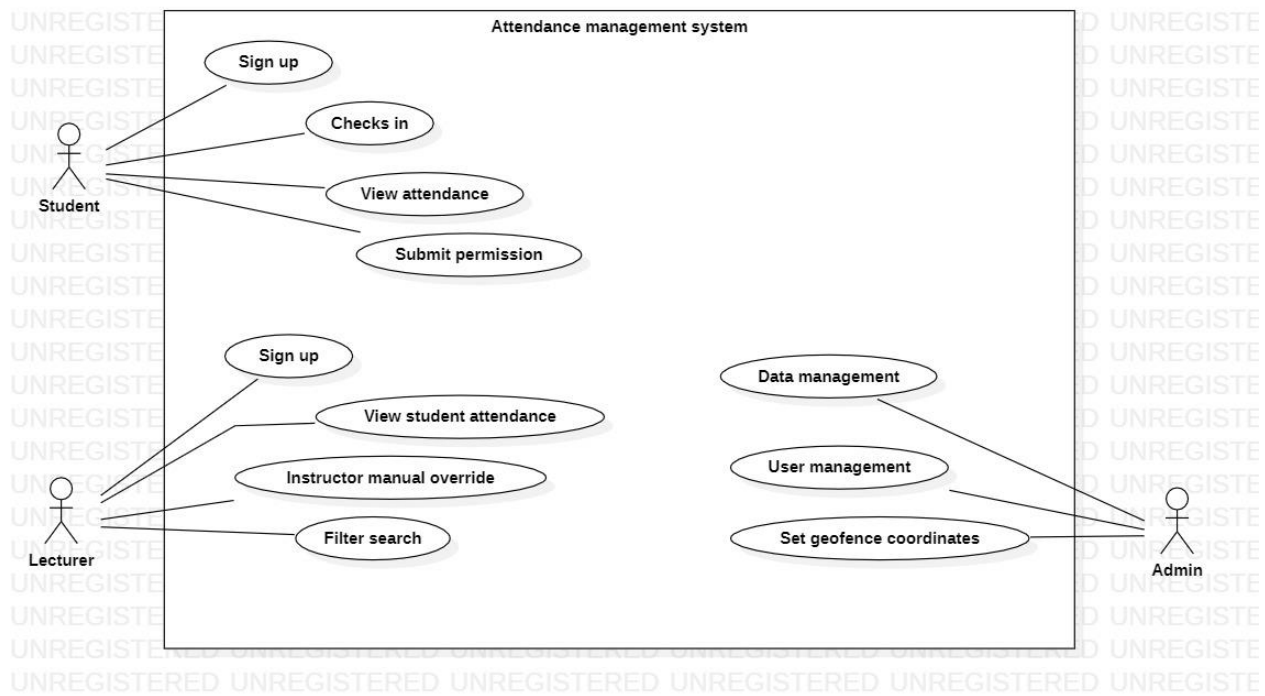 Attendance management system
Sign up
Checks in
View attendance
Submit permission
Student
Sign up
View student attendance
Instructor manual override
Filter search
Lecturer
Data management
User management
Set geofence coordinates
Admin
UNREGISTERED UNREGISTERED UNREGISTERED UNREGISTERED UNREGISTERED UNREGISTE